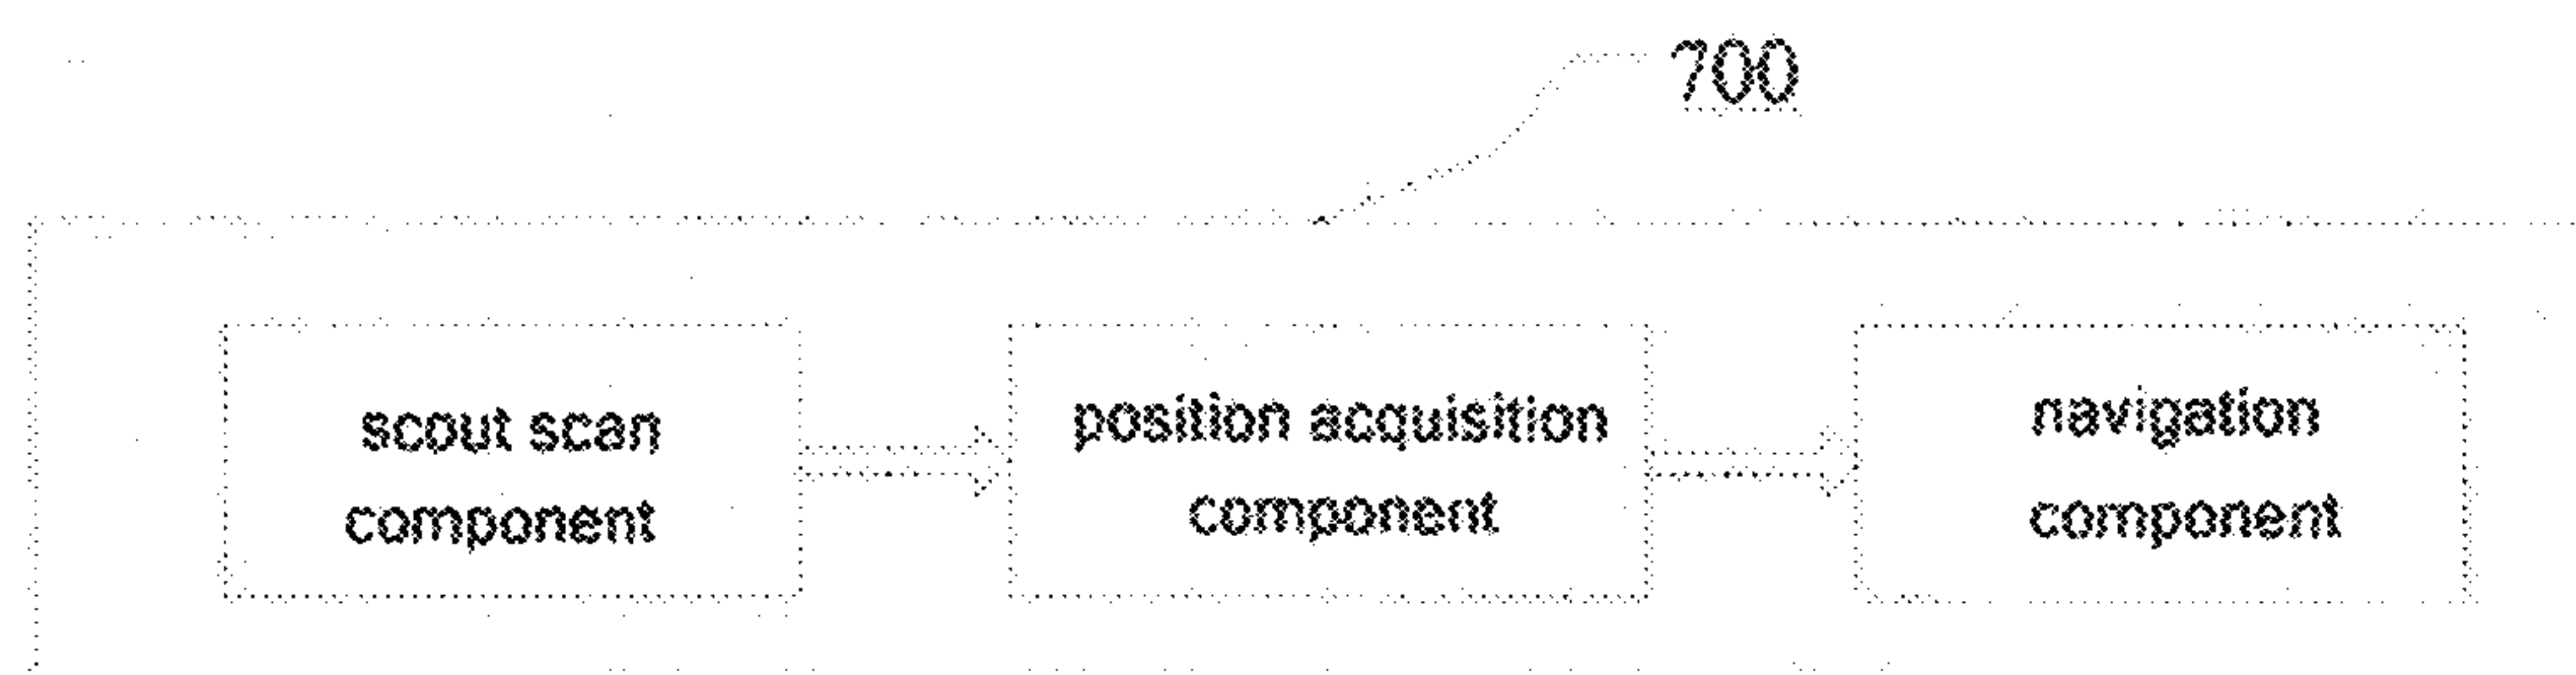 700
scout scan
component
position acquisition
component
navigation
component